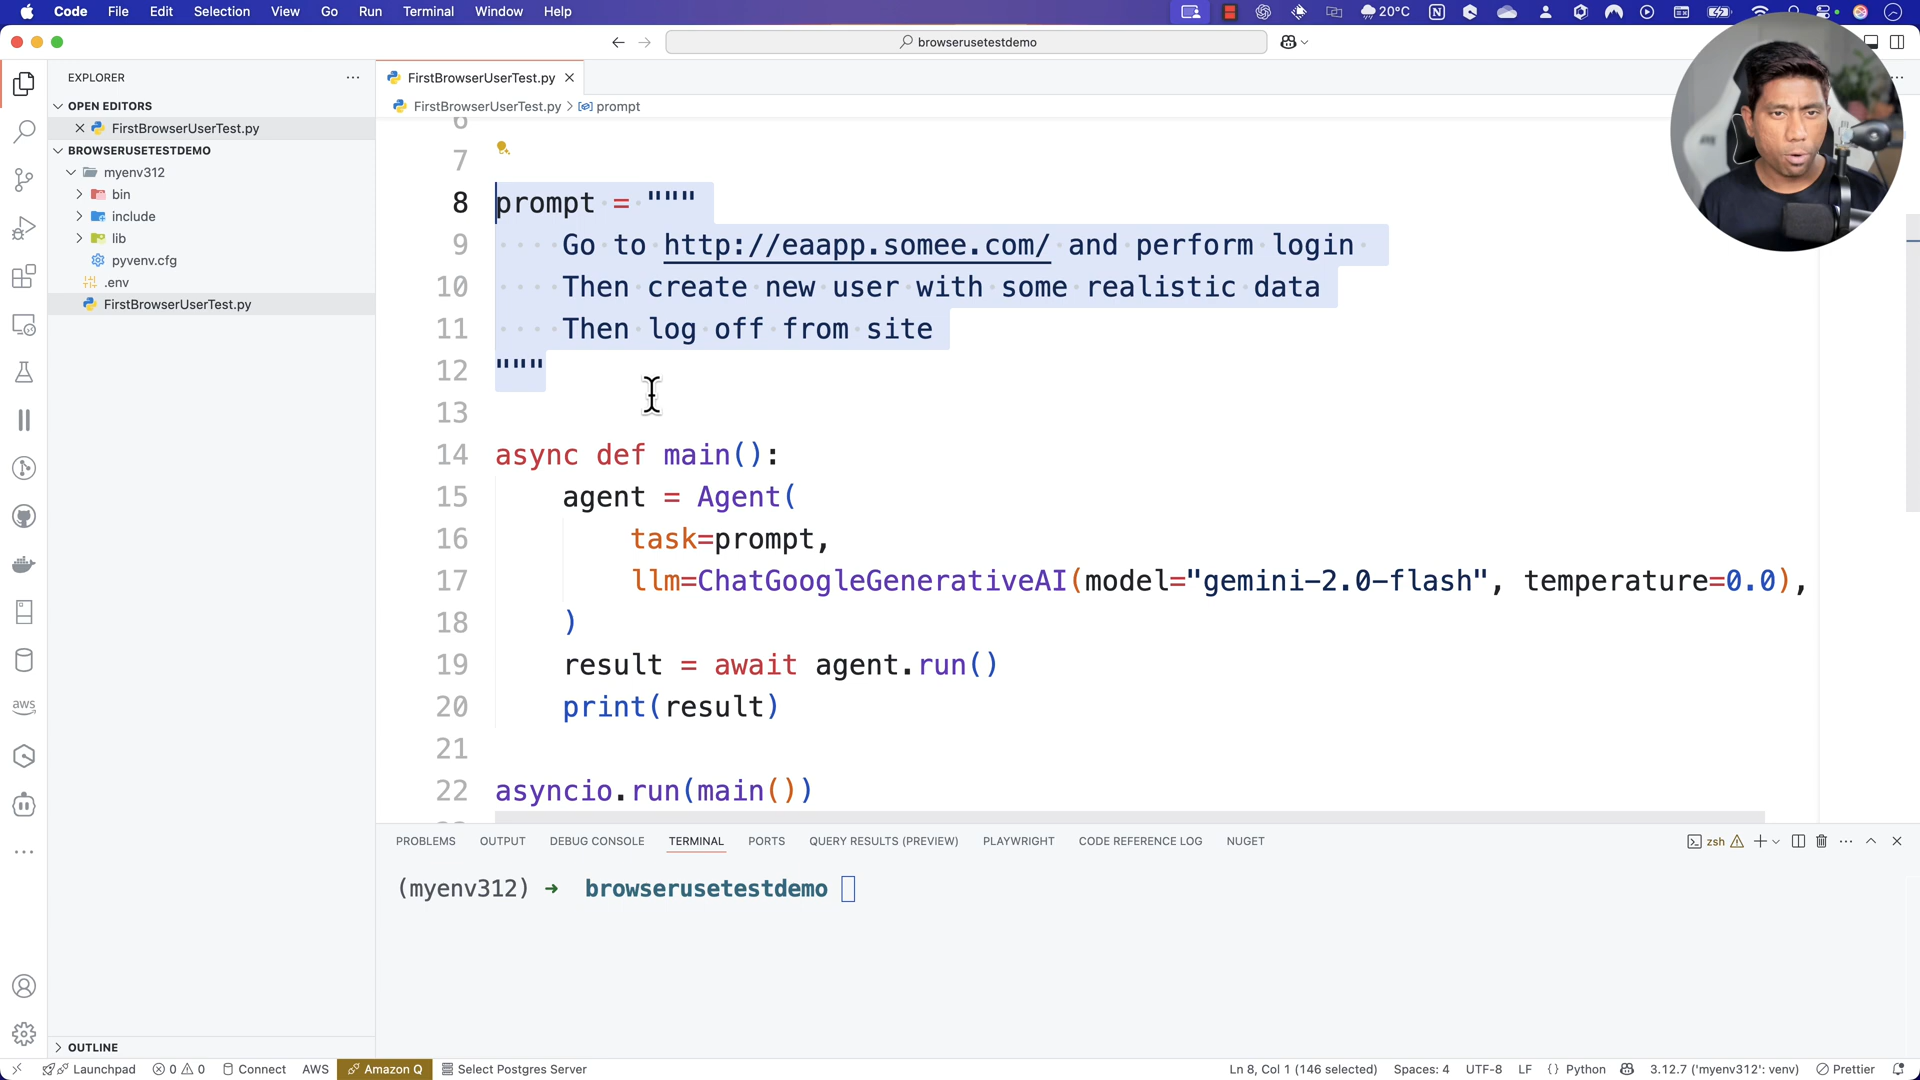 Code File Edit Selection View Go Run Terminal Window Help
20°C
browserusetestdemo
EXPLORER
OPEN EDITORS
FirstBrowserUserTest.py
BROWSERUSETESTDEMO
myenv312
bin
include
lib
pyvenv.cfg
.env
FirstBrowserUserTest.py
OUTLINE
FirstBrowserUserTest.py
FirstBrowserUserTest.py > prompt
6
7
8 prompt = """
9 Go to http://eaapp.somee.com/ and perform login
10 Then create new user with some realistic data
11 Then log off from site
12 """
13
14 async def main():
15 agent = Agent(
16 task=prompt,
17 llm=ChatGoogleGenerativeAI(model="gemini-2.0-flash", temperature=0.0),
18 )
19 result = await agent.run()
20 print(result)
21
22 asyncio.run(main())
PROBLEMS OUTPUT DEBUG CONSOLE TERMINAL PORTS QUERY RESULTS (PREVIEW) PLAYWRIGHT CODE REFERENCE LOG NUGET
zsh
(myenv312) → browserusetestdemo
aws
Launchpad 0 0 Connect AWS Amazon Q Select Postgres Server
Ln 8, Col 1 (146 selected) Spaces: 4 UTF-8 LF {} Python 3.12.7 ('myenv312': venv) Prettier